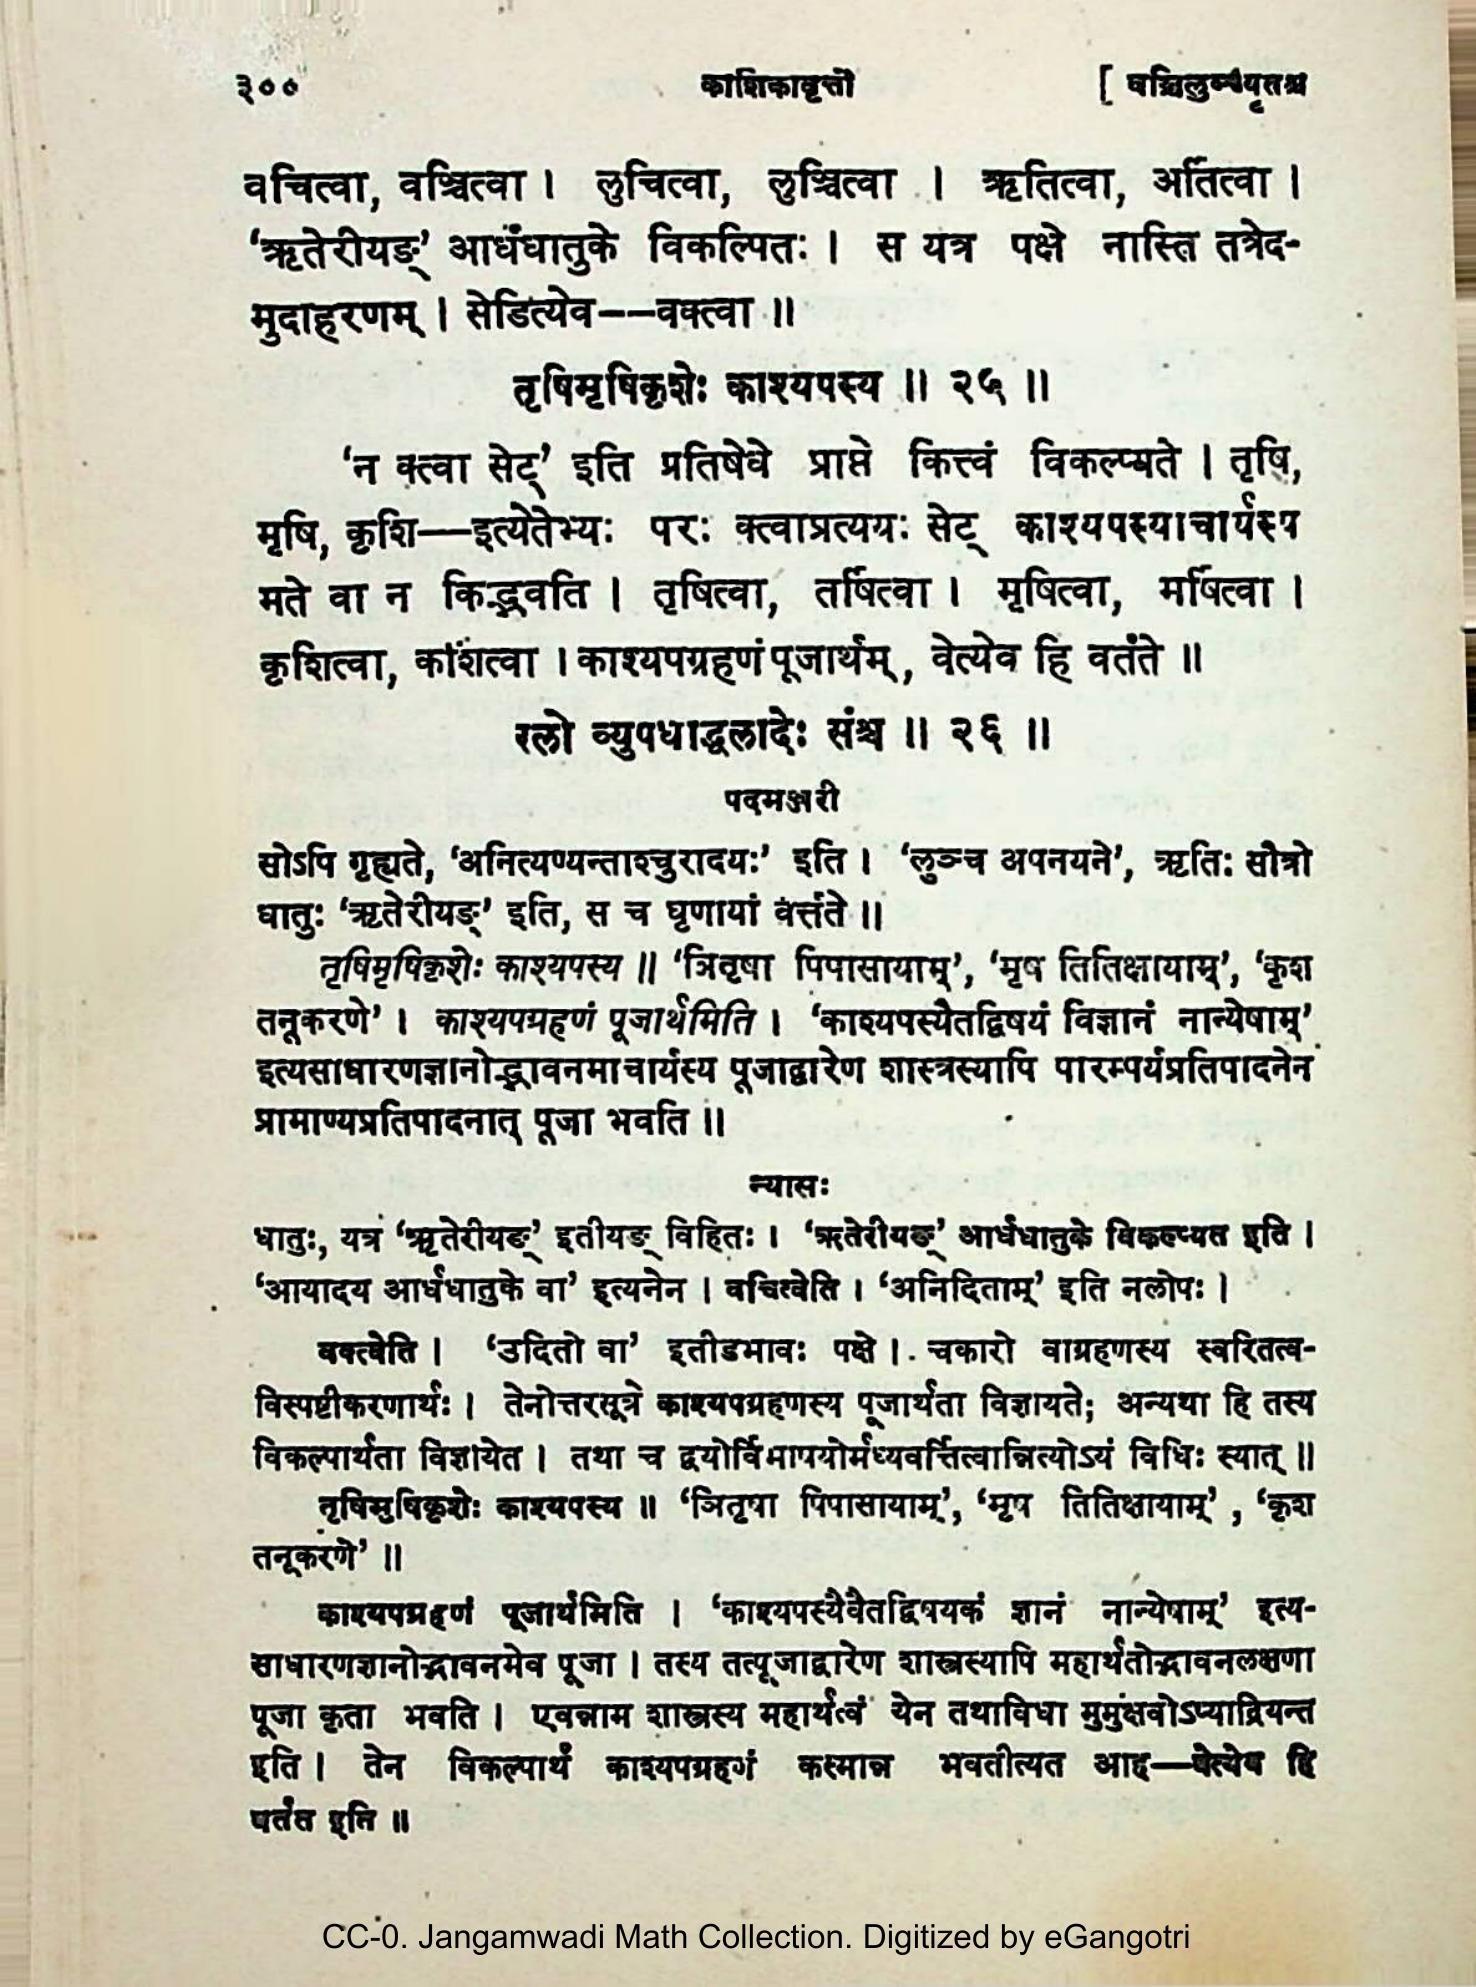 ३००
काशिकावृत्तौ
[ वञ्चिलुञ्च्यृतश्च
वचित्वा, वञ्चित्वा । लुचित्वा, लुञ्चित्वा । ऋतित्वा, अर्तित्वा ।
‘ऋतेरीयङ्’ आर्धधातुके विकल्पितः । स यत्र पक्षे नास्ति तत्रेद-
मुदाहरणम् । सेडित्येव——वक्त्वा ॥
तृषिमृषिकृशेः काश्यपस्य ॥ २५ ॥
‘न क्त्वा सेट्’ इति प्रतिषेधे प्राप्ते कित्त्वं विकल्प्यते । तृषि,
मृषि, कृशि—इत्येतेभ्यः परः क्त्वाप्रत्ययः सेट् काश्यपस्याचार्यस्य
मते वा न किद्भवति । तृषित्वा, तर्षित्वा । मृषित्वा, मर्षित्वा ।
कृशित्वा, कर्शित्वा । काश्यपग्रहणं पूजार्थम्, वेत्येव हि वर्तते ॥
रलो व्युपधाद्धलादेः संश्च ॥ २६ ॥
पदमञ्जरी
सोऽपि गृह्यते, ‘अनित्यण्यन्ताश्चुरादयः’ इति । ‘लुञ्च अपनयने’, ऋतिः सौत्रो
धातुः ‘ऋतेरीयङ्’ इति, स च घृणायां वर्त्तते ॥
तृषिमृषिकृशेः काश्यपस्य ॥ ‘ञितृषा पिपासायाम्’, ‘मृष तितिक्षायाम्’, ‘कृश
तनूकरणे’ । काश्यपग्रहणं पूजार्थमिति । ‘काश्यपस्यैतद्विषयं विज्ञानं नान्येषाम्’
इत्यसाधारणज्ञानोद्भावनमाचार्यस्य पूजाद्वारेण शास्त्रस्यापि पारम्पर्यप्रतिपादनेन
प्रामाण्यप्रतिपादनात् पूजा भवति ॥
न्यासः
धातुः, यत्र ‘ऋतेरीयङ्’ इतीयङ् विहितः । ‘ऋतेरीयङ्’ आर्धधातुके विकल्प्यत इति ।
‘आयादय आर्धधातुके वा’ इत्यनेन । वचित्वेति । ‘अनिदिताम्’ इति नलोपः ।
वक्त्वेति । ‘उदितो वा’ इतीडभावः पक्षे । चकारो वाग्रहणस्य स्वरितत्व-
विस्पष्टीकरणार्थः । तेनोत्तरसूत्रे काश्यपग्रहणस्य पूजार्थता विज्ञायते; अन्यथा हि तस्य
विकल्पार्थता विज्ञायेत । तथा च द्वयोर्विभाषयोर्मध्यवर्त्तित्वान्नित्योऽयं विधिः स्यात् ॥
तृषिमृषिकृशेः काश्यपस्य ॥ ‘ञितृषा पिपासायाम्’, ‘मृष तितिक्षायाम्’, ‘कृश
तनूकरणे’ ॥
काश्यपग्रहणं पूजार्थमिति । ‘काश्यपस्यैवैतद्विषयकं ज्ञानं नान्येषाम्’ इत्य-
साधारणज्ञानोद्भावनमेव पूजा । तस्य तत्पूजाद्वारेण शास्त्रस्यापि महार्थतोद्भावनलक्षणा
पूजा कृता भवति । एवन्नाम शास्त्रस्य महार्थत्वं येन तथाविधा मुमुक्षवोऽप्याद्रियन्त
इति । तेन विकल्पार्थं काश्यपग्रहणं कस्मान्न भवतीत्यत आह—वेत्येव हि
वर्तत इति ॥
CC-0. Jangamwadi Math Collection. Digitized by eGangotri